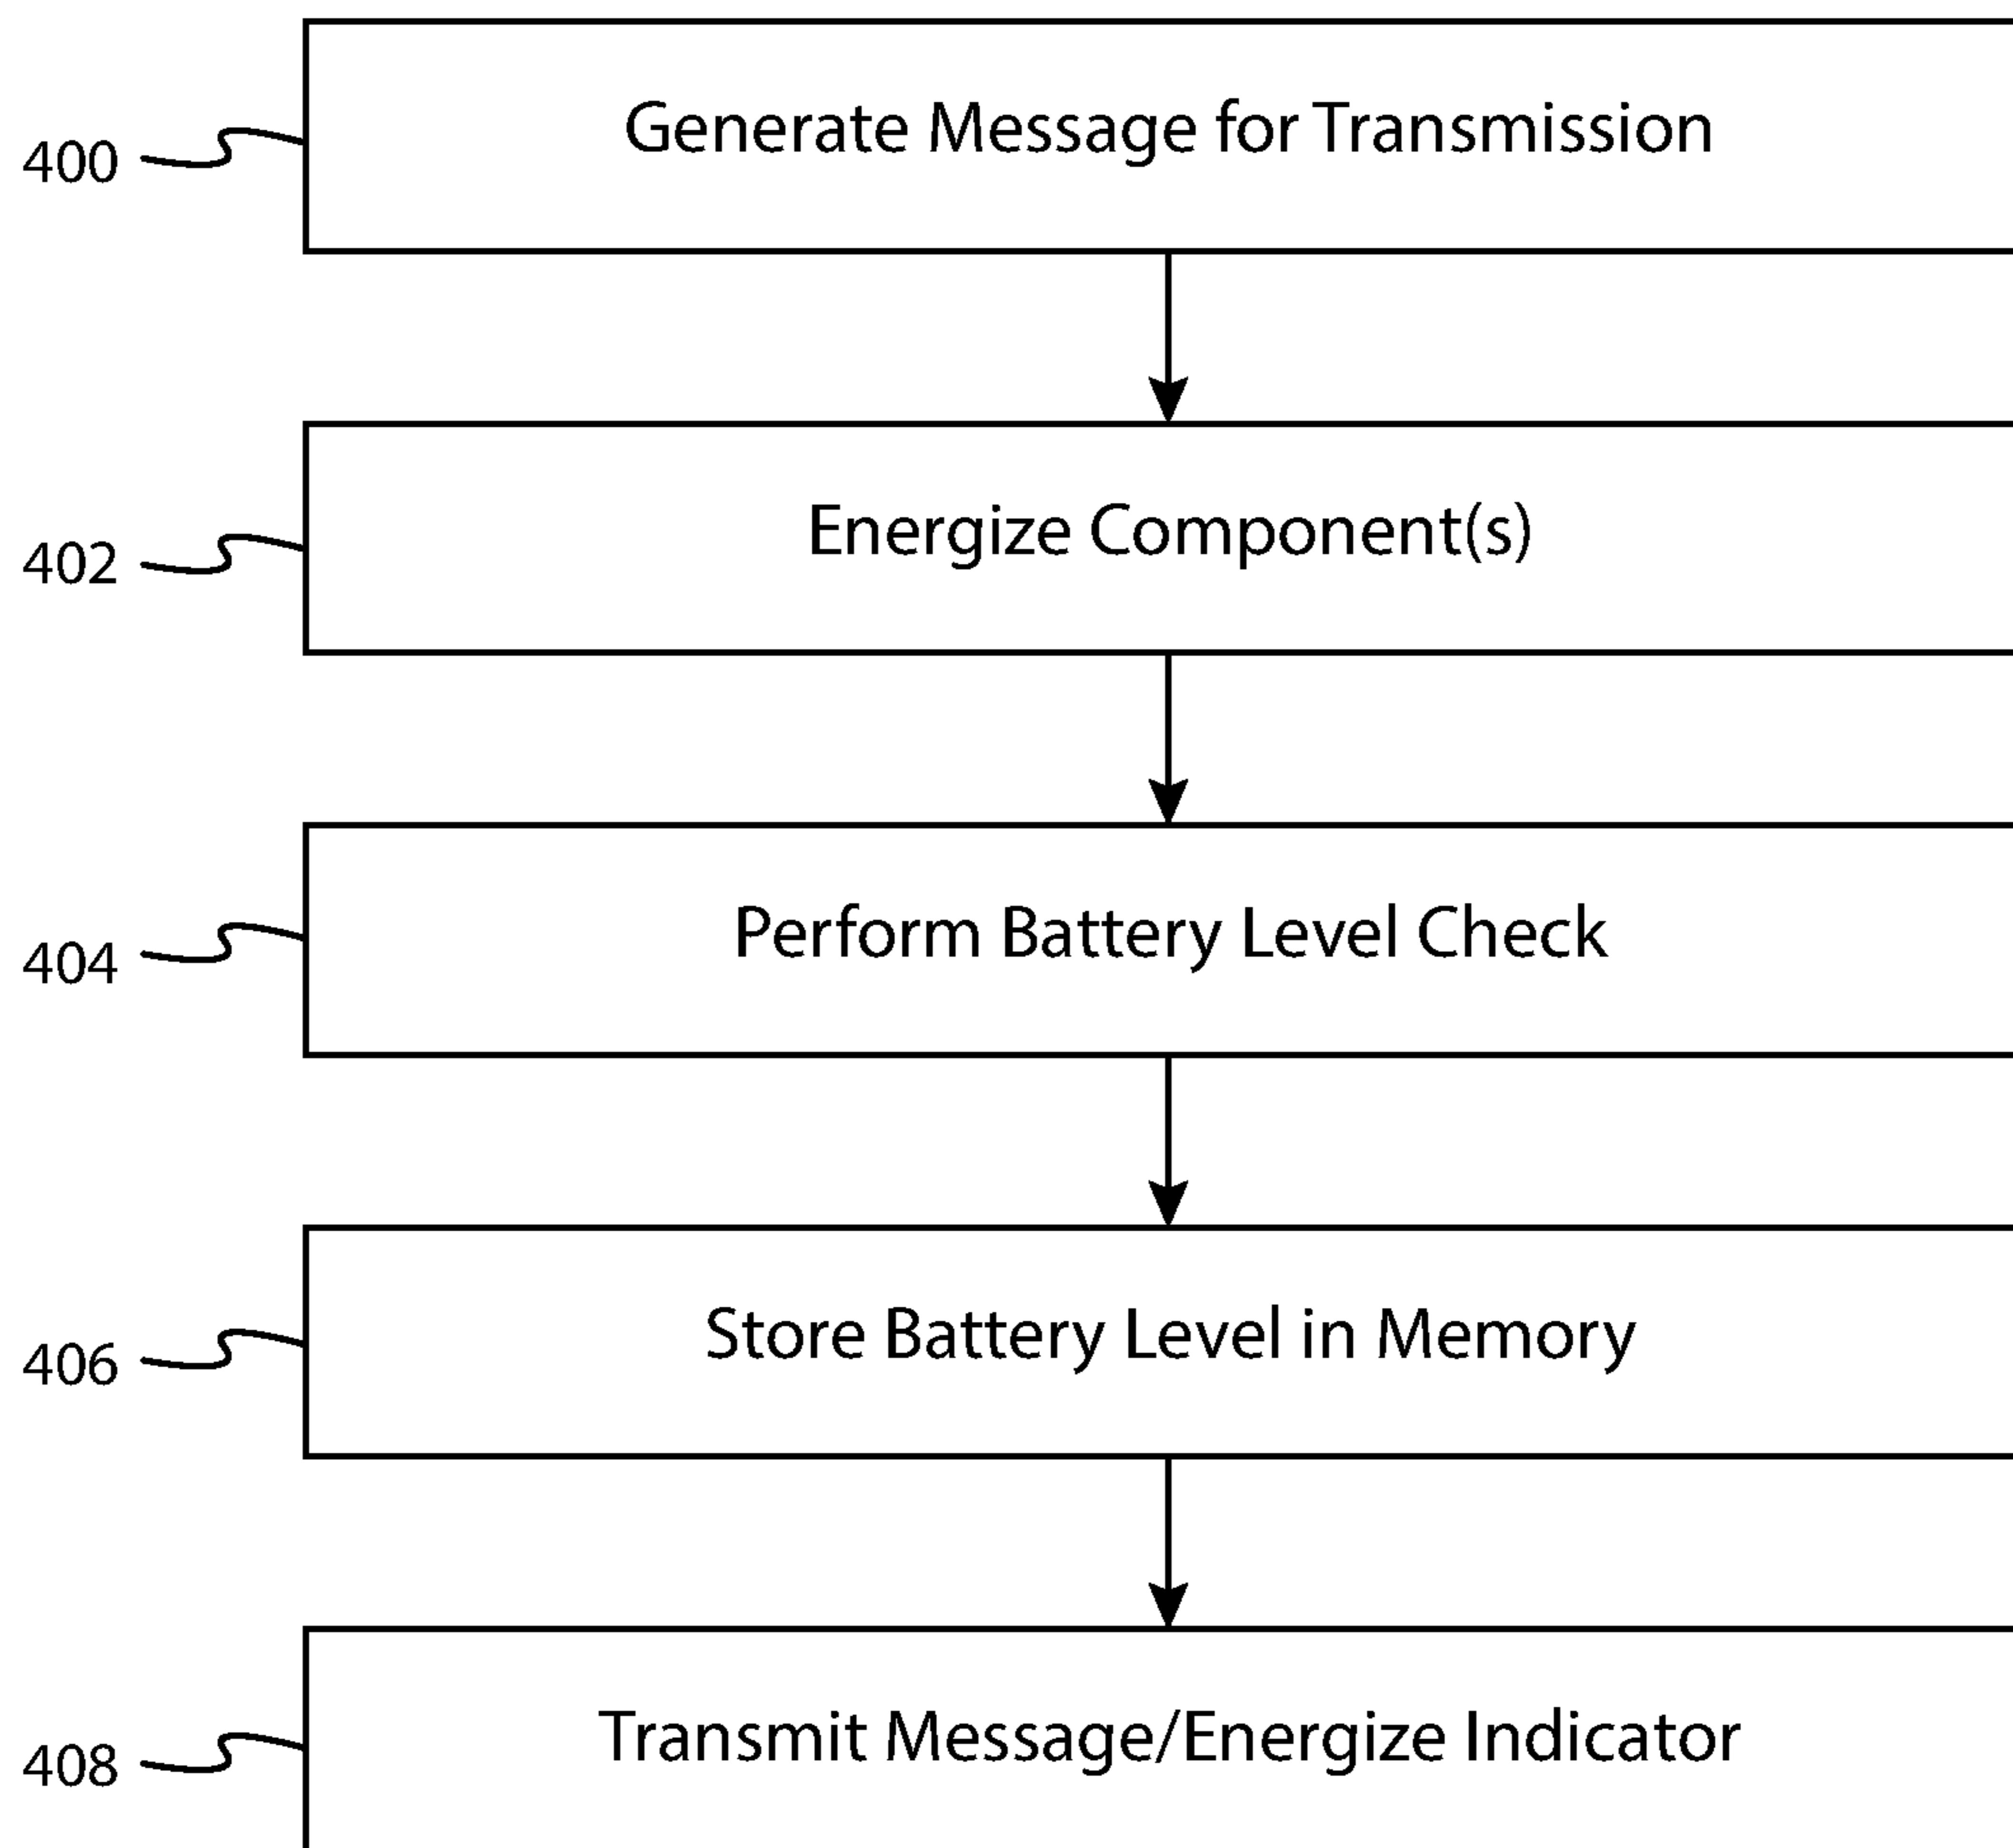 400 Generate Message for Transmission
402 Energize Component(s)
404 Perform Battery Level Check
406 Store Battery Level in Memory
408 Transmit Message/Energize Indicator